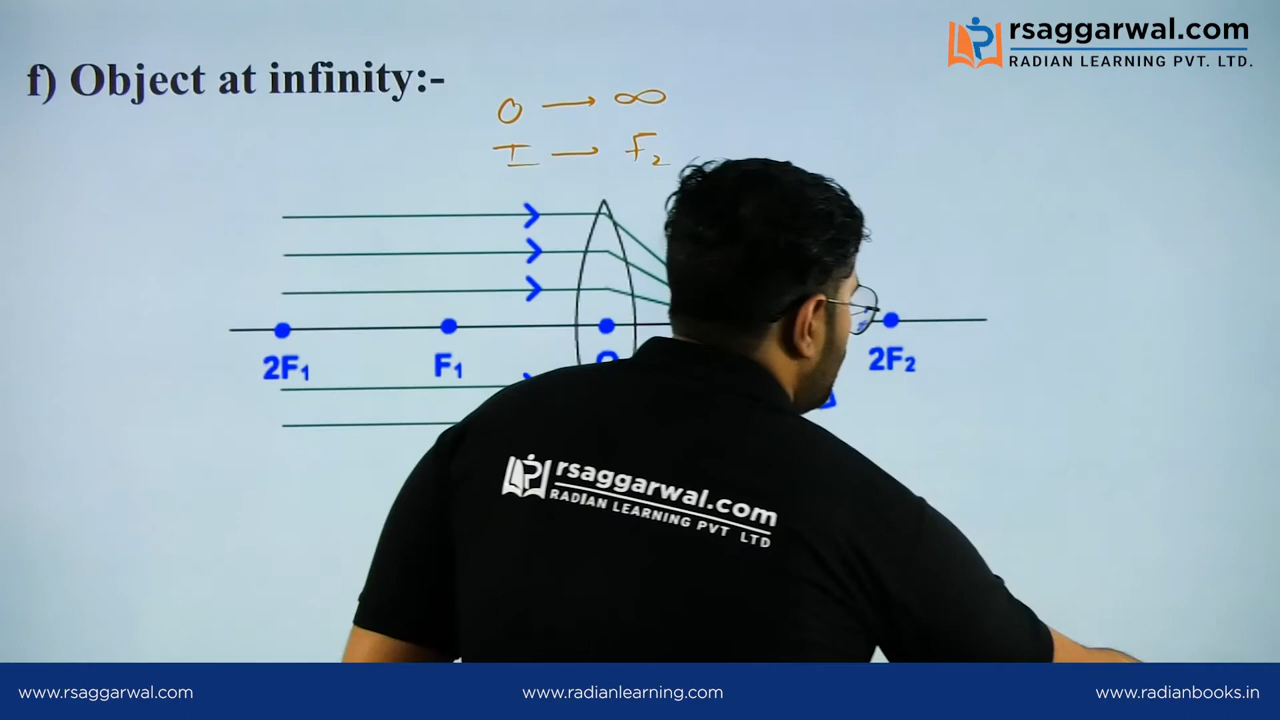 rsaggarwal.com
RADIAN LEARNING PVT. LTD.
f) Object at infinity:-
O → ∞
I → F₂
2F₁
F₁
2F₂
rsaggarwal.com
RADIAN LEARNING PVT LTD
www.rsaggarwal.com
www.radianlearning.com
www.radianbooks.in